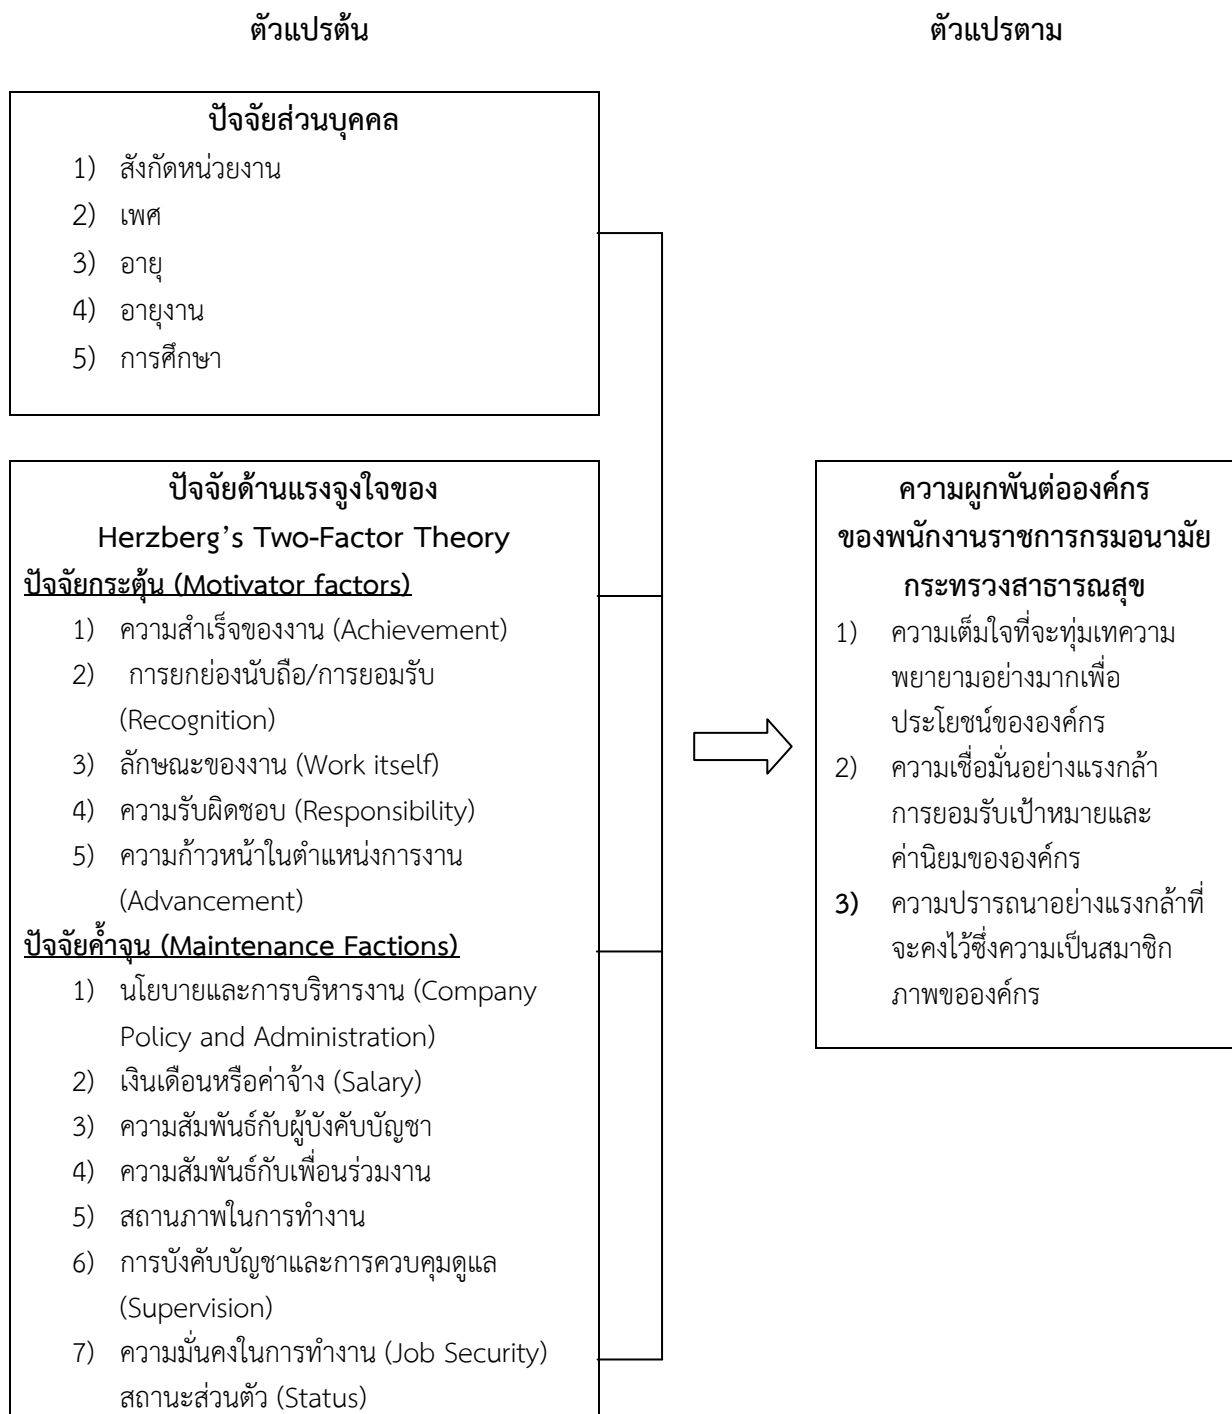 ตัวแปรต้น
ตัวแปรตาม
ปัจจัยส่วนบุคคล
1) สังกัดหน่วยงาน
2) เพศ
3) อายุ
4) อายุงาน
5) การศึกษา
ปัจจัยด้านแรงจูงใจของ
Herzberg’s Two-Factor Theory
ปัจจัยกระตุ้น (Motivator factors)
1) ความสำเร็จของงาน (Achievement)
2) การยกย่องนับถือ/การยอมรับ
(Recognition)
3) ลักษณะของงาน (Work itself)
4) ความรับผิดชอบ (Responsibility)
5) ความก้าวหน้าในตำแหน่งการงาน
(Advancement)
ปัจจัยค้ำจุน (Maintenance Factions)
1) นโยบายและการบริหารงาน (Company
Policy and Administration)
2) เงินเดือนหรือค่าจ้าง (Salary)
3) ความสัมพันธ์กับผู้บังคับบัญชา
4) ความสัมพันธ์กับเพื่อนร่วมงาน
5) สถานภาพในการทำงาน
6) การบังคับบัญชาและการควบคุมดูแล
(Supervision)
7) ความมั่นคงในการทำงาน (Job Security)
สถานะส่วนตัว (Status)
ความผูกพันต่อองค์กร
ของพนักงานราชการกรมอนามัย
กระทรวงสาธารณสุข
1) ความเต็มใจที่จะทุ่มเทความ
พยายามอย่างมากเพื่อ
ประโยชน์ขององค์กร
2) ความเชื่อมั่นอย่างแรงกล้า
การยอมรับเป้าหมายและ
ค่านิยมขององค์กร
3) ความปรารถนาอย่างแรงกล้าที่
จะคงไว้ซึ่งความเป็นสมาชิก
ภาพขององค์กร